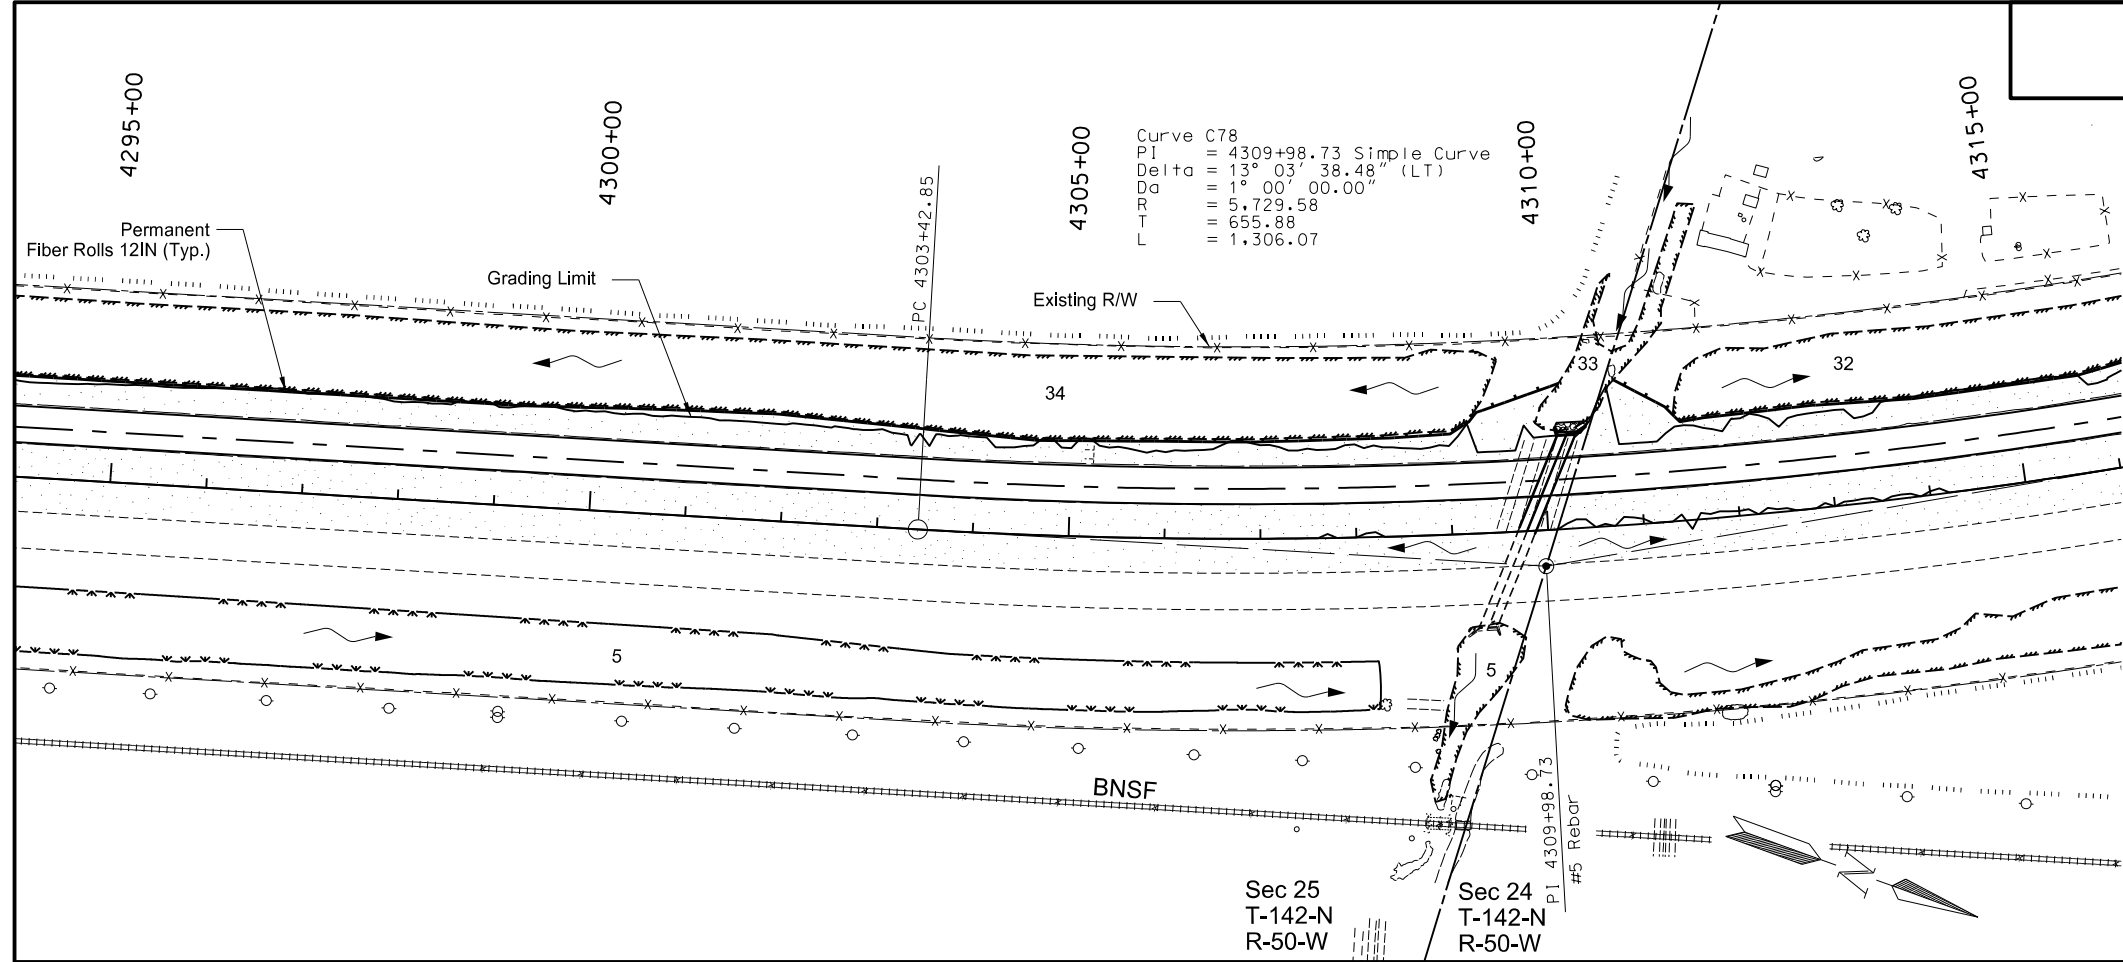 4295+00
4300+00
4305+00
4310+00
4315+00
Curve C78
PI = 4309+98.73 Simple Curve
Delta = 13° 03' 38.48" (LT)
Da = 1° 00' 00.00"
R = 5,729.58
T = 655.88
L = 1,306.07
PC 4303+42.85
Permanent
Fiber Rolls 12IN (Typ.)
Grading Limit
Existing R/W
34
33
32
5
5
BNSF
PI 4309+98.73
#5 Rebar
Sec 25
T-142-N
R-50-W
Sec 24
T-142-N
R-50-W
N